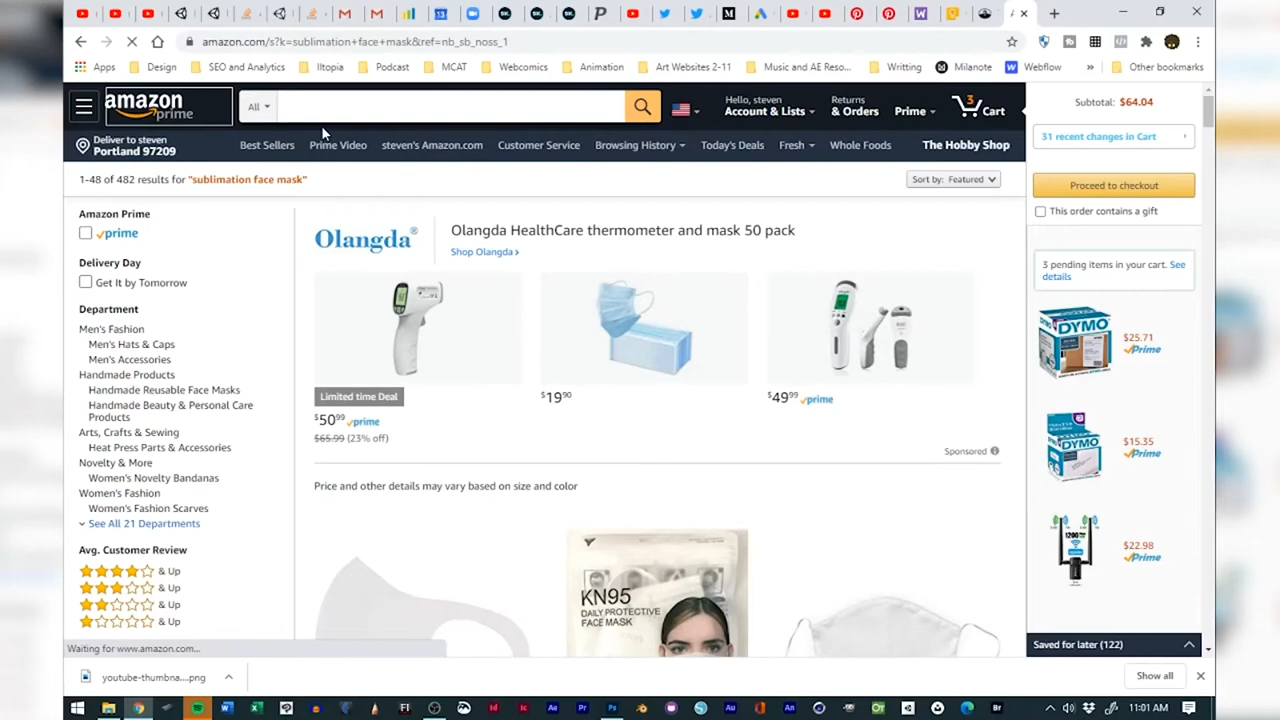 amazon.com/s?k=sublimation+face+mask&ref=nb_sb_noss_1
Apps Design SEO and Analytics Iltopia Podcast MCAT Webcomics Animation Art Websites 2-11 Music and AE Reso... Writting Milanote Webflow » Other bookmarks
amazon prime
All
Hello, steven
Account & Lists
Returns
& Orders
Prime
3
Cart
Deliver to steven
Portland 97209
Best Sellers Prime Video steven's Amazon.com Customer Service Browsing History Today's Deals Fresh Whole Foods The Hobby Shop
1-48 of 482 results for "sublimation face mask"
Sort by: Featured
Amazon Prime
prime
Delivery Day
Get It by Tomorrow
Department
Men's Fashion
Men's Hats & Caps
Men's Accessories
Handmade Products
Handmade Reusable Face Masks
Handmade Beauty & Personal Care
Products
Arts, Crafts & Sewing
Heat Press Parts & Accessories
Novelty & More
Women's Novelty Bandanas
Women's Fashion
Women's Fashion Scarves
See All 21 Departments
Avg. Customer Review
& Up
& Up
& Up
& Up
Olangda®
Olangda HealthCare thermometer and mask 50 pack
Shop Olangda ›
Limited time Deal
$50 99 prime
$65.99 (23% off)
$19 90
$49 99 prime
Sponsored
Price and other details may vary based on size and color
KN95
DAILY PROTECTIVE
FACE MASK
Subtotal: $64.04
31 recent changes in Cart
Proceed to checkout
This order contains a gift
3 pending items in your cart. See
details
DYMO
$25.71
Prime
DYMO
$15.35
Prime
1200
$22.98
Prime
Saved for later (122)
Waiting for www.amazon.com...
youtube-thumbna....png
Show all
11:01 AM